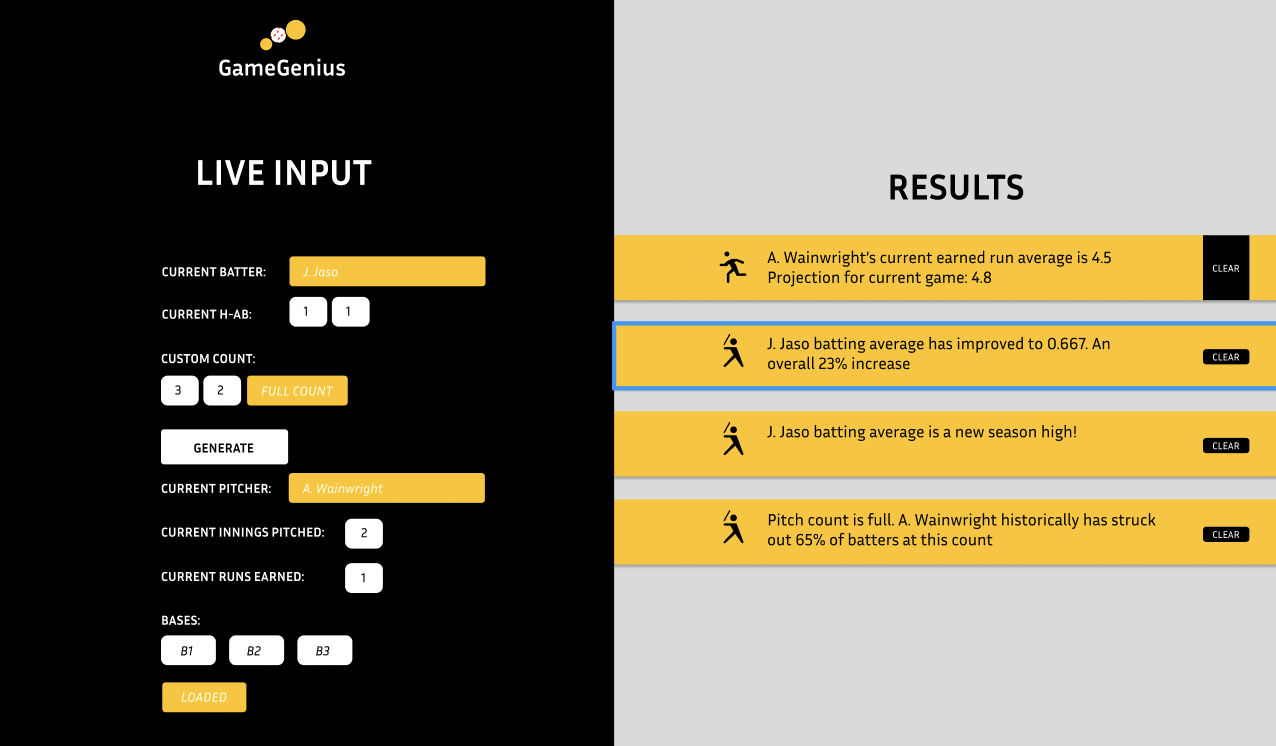 GameGenius
LIVE INPUT
CURRENT BATTER: J. Jaso
CURRENT H-AB: 1 1
CUSTOM COUNT:
3 2 FULL COUNT
GENERATE
CURRENT PITCHER: A. Wainwright
CURRENT INNINGS PITCHED: 2
CURRENT RUNS EARNED: 1
BASES:
B1 B2 B3
LOADED
RESULTS
A. Wainwright's current earned run average is 4.5
Projection for current game: 4.8
CLEAR
J. Jaso batting average has improved to 0.667. An
overall 23% increase
CLEAR
J. Jaso batting average is a new season high!
CLEAR
Pitch count is full. A. Wainwright historically has struck
out 65% of batters at this count
CLEAR